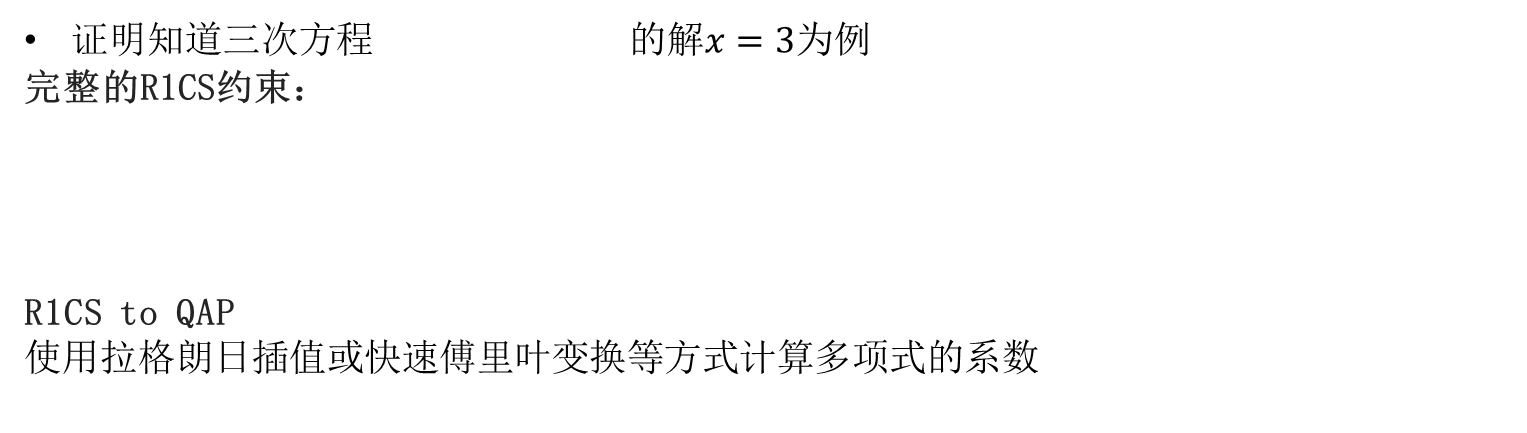 • 证明知道三次方程 的解x = 3为例
完整的R1CS约束：
R1CS to QAP
使用拉格朗日插值或快速傅里叶变换等方式计算多项式的系数